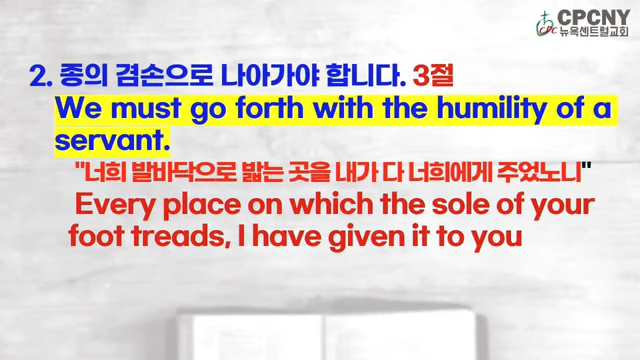 CPCNY
뉴욕센트럴교회
2. 종의 겸손으로 나아가야 합니다. 3절
We must go forth with the humility of a
servant.
"너희 발바닥으로 밟는 곳을 내가 다 너희에게 주었노니"
Every place on which the sole of your
foot treads, I have given it to you